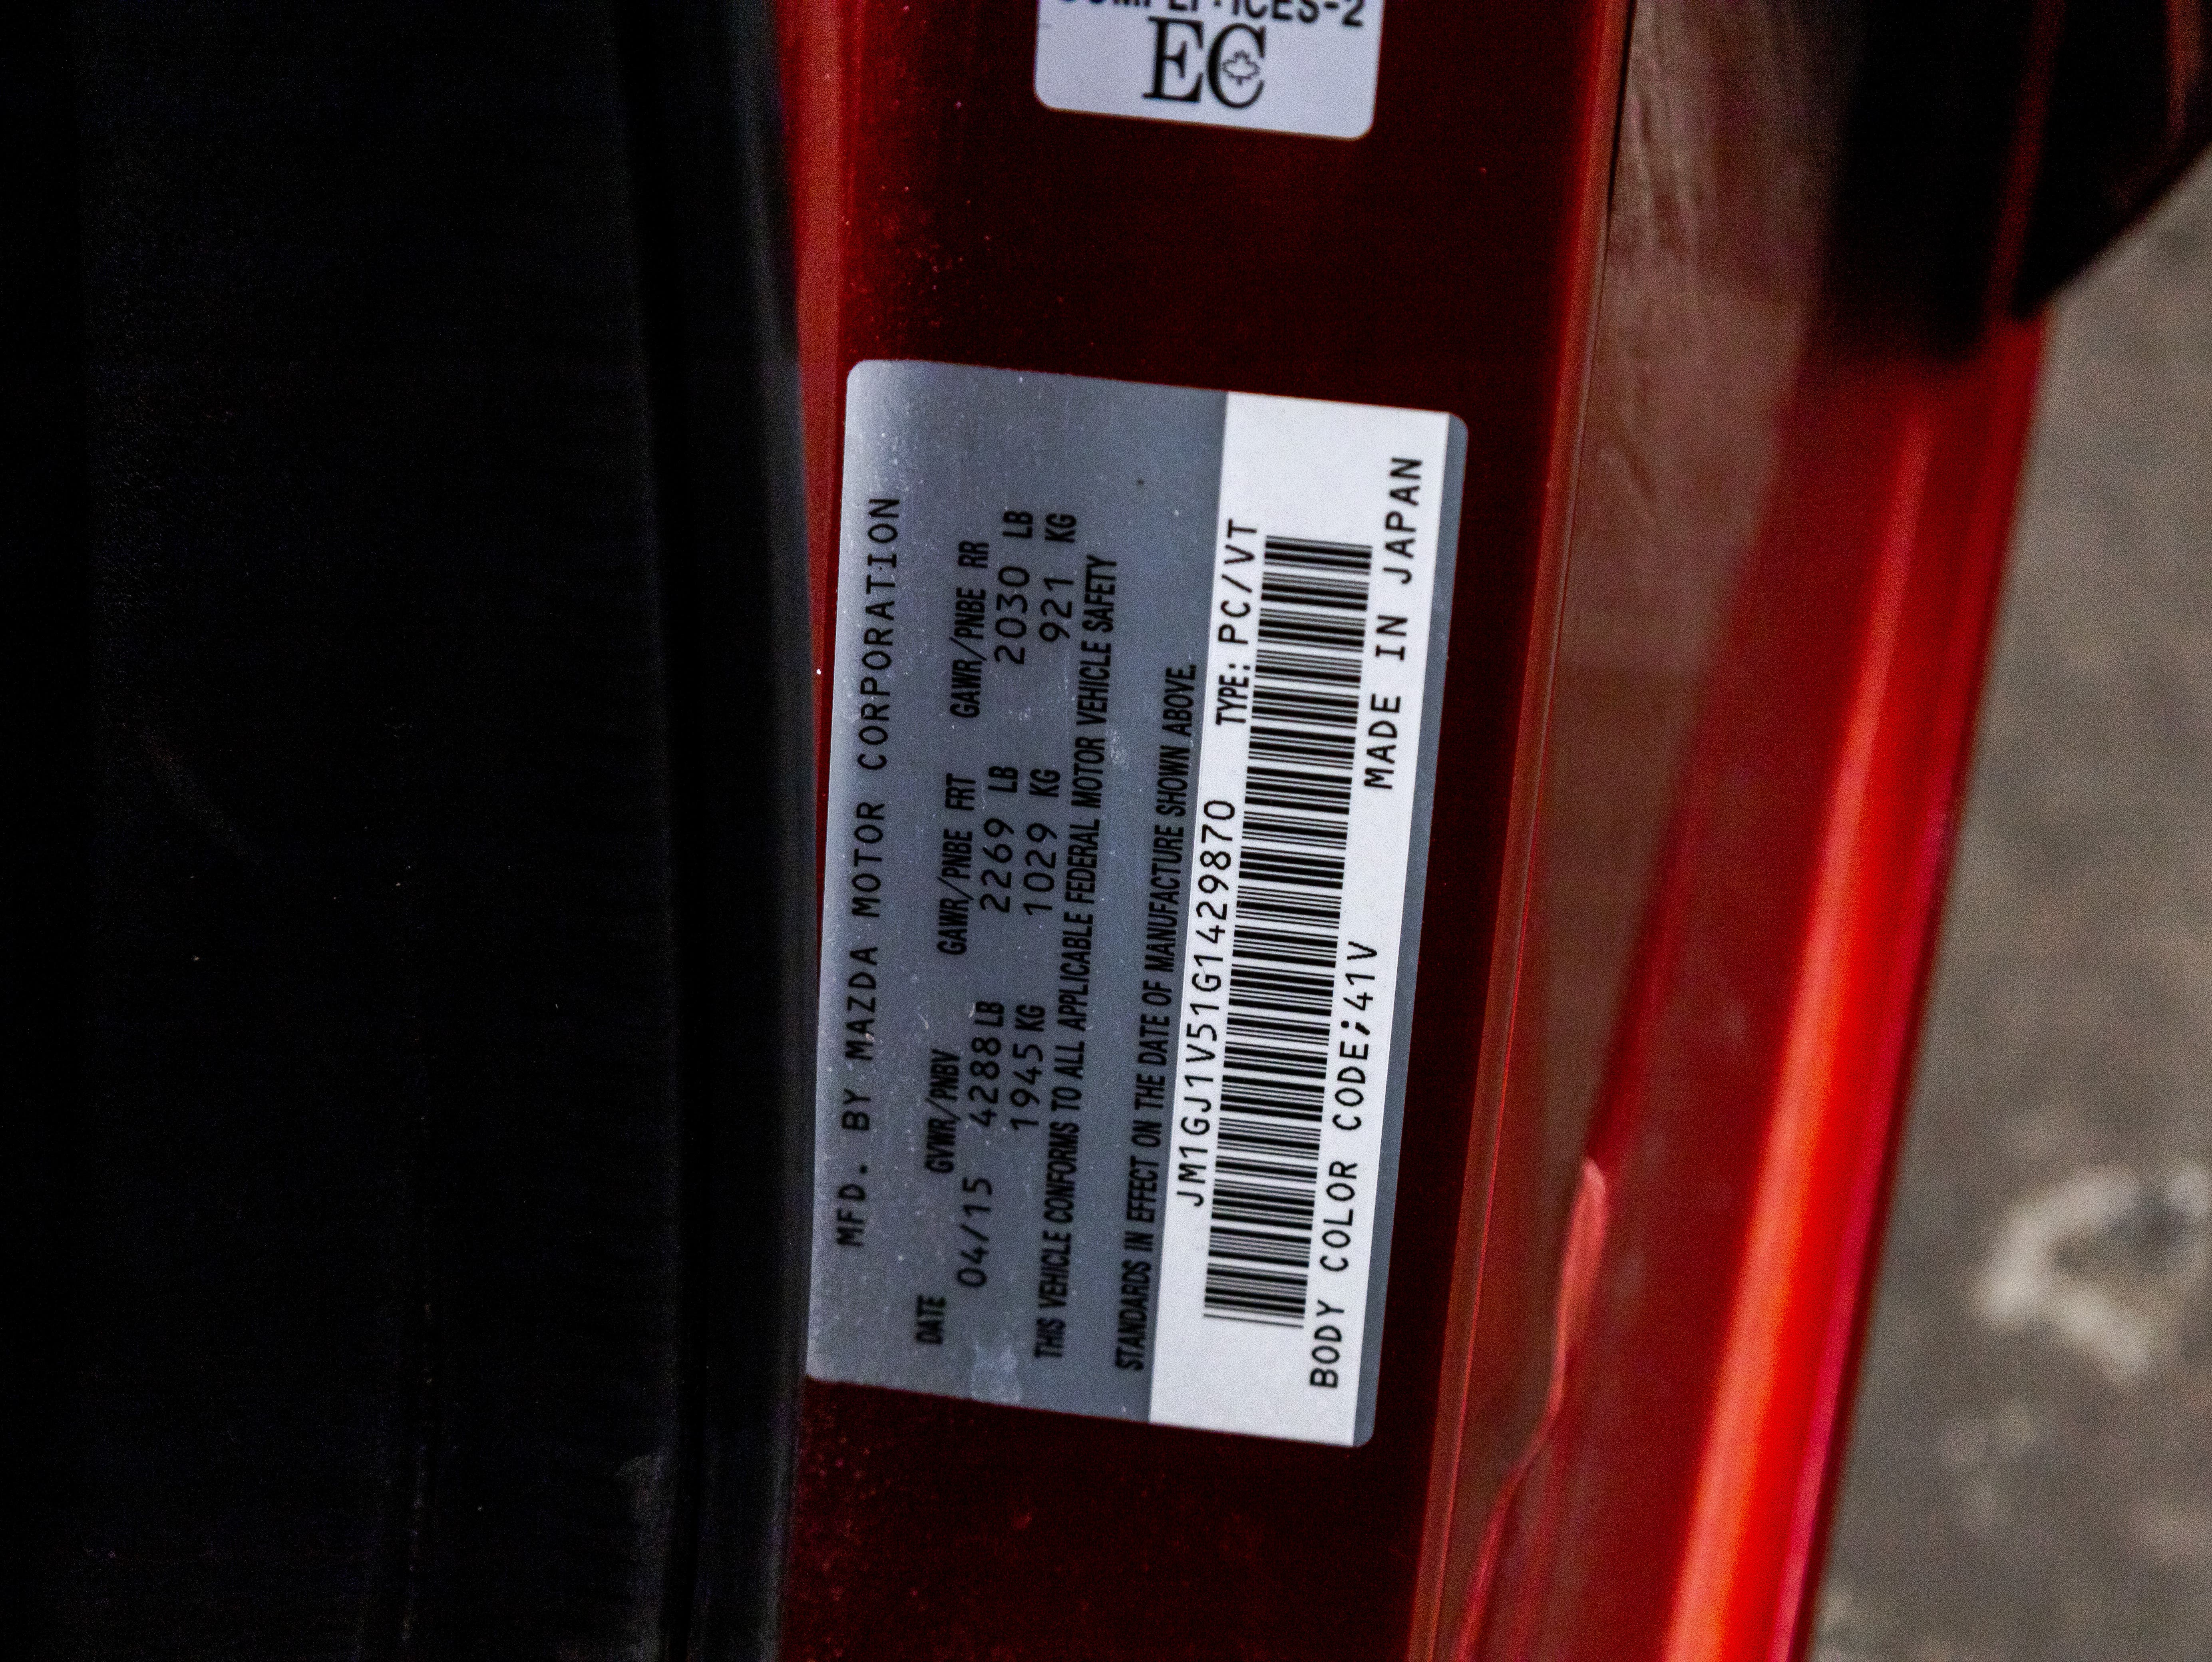 EC
MFD. BY MAZDA MOTOR CORPORATION
DATE GVWR/PNBV GAWR/PNBE FRT GAWR/PNBE RR
04/15 4288 LB 2269 LB 2030 LB
1945 KG 1029 KG 921 KG
THIS VEHICLE CONFORMS TO ALL APPLICABLE FEDERAL MOTOR VEHICLE SAFETY
STANDARDS IN EFFECT ON THE DATE OF MANUFACTURE SHOWN ABOVE.
JM1GJ1V51G1429870 TYPE: PC/VT
BODY COLOR CODE;41V MADE IN JAPAN